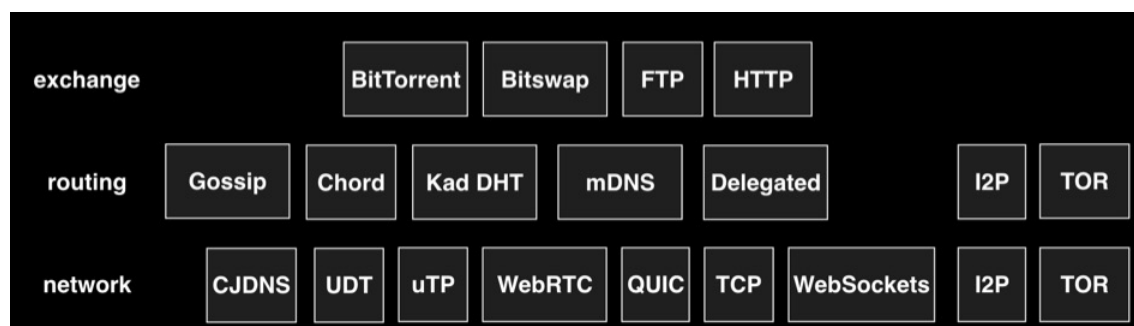 exchange BitTorrent Bitswap FTP HTTP
routing Gossip Chord Kad DHT mDNS Delegated I2P TOR
network CJDNS UDT uTP WebRTC QUIC TCP WebSockets I2P TOR